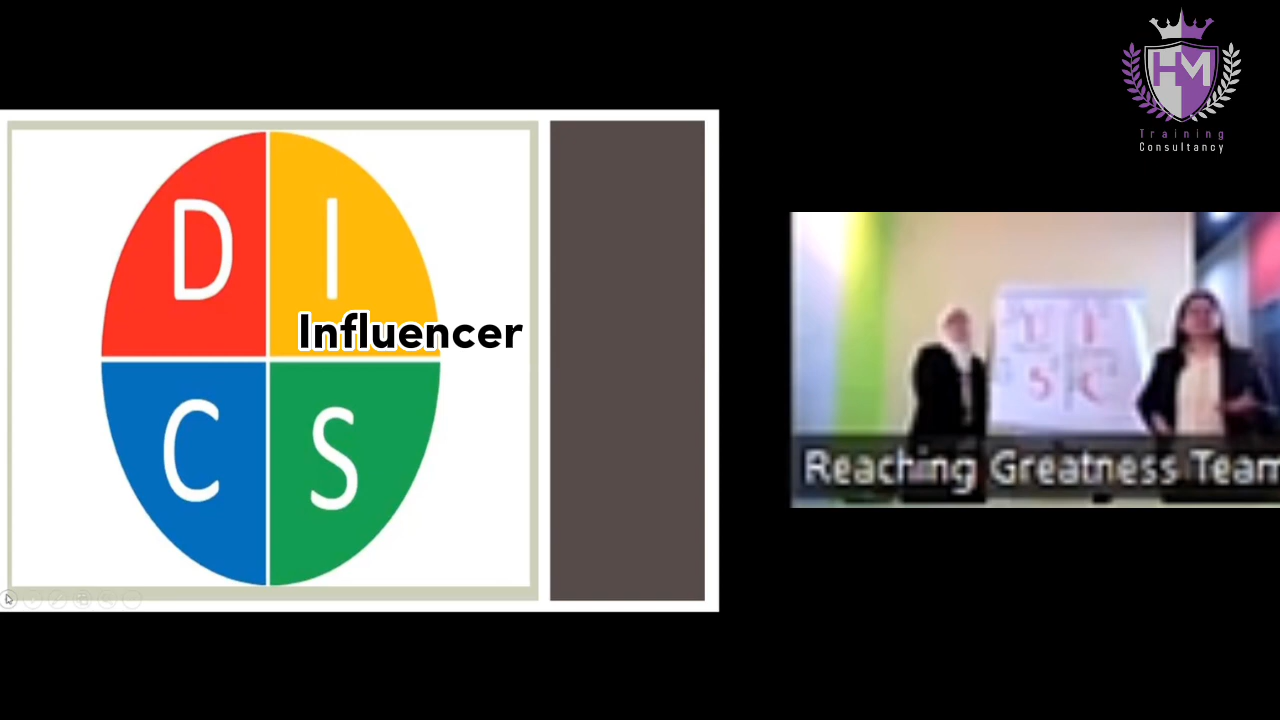 D I
Influencer
C S
HM
Training
Consultancy
I
S C
Reaching Greatness Team